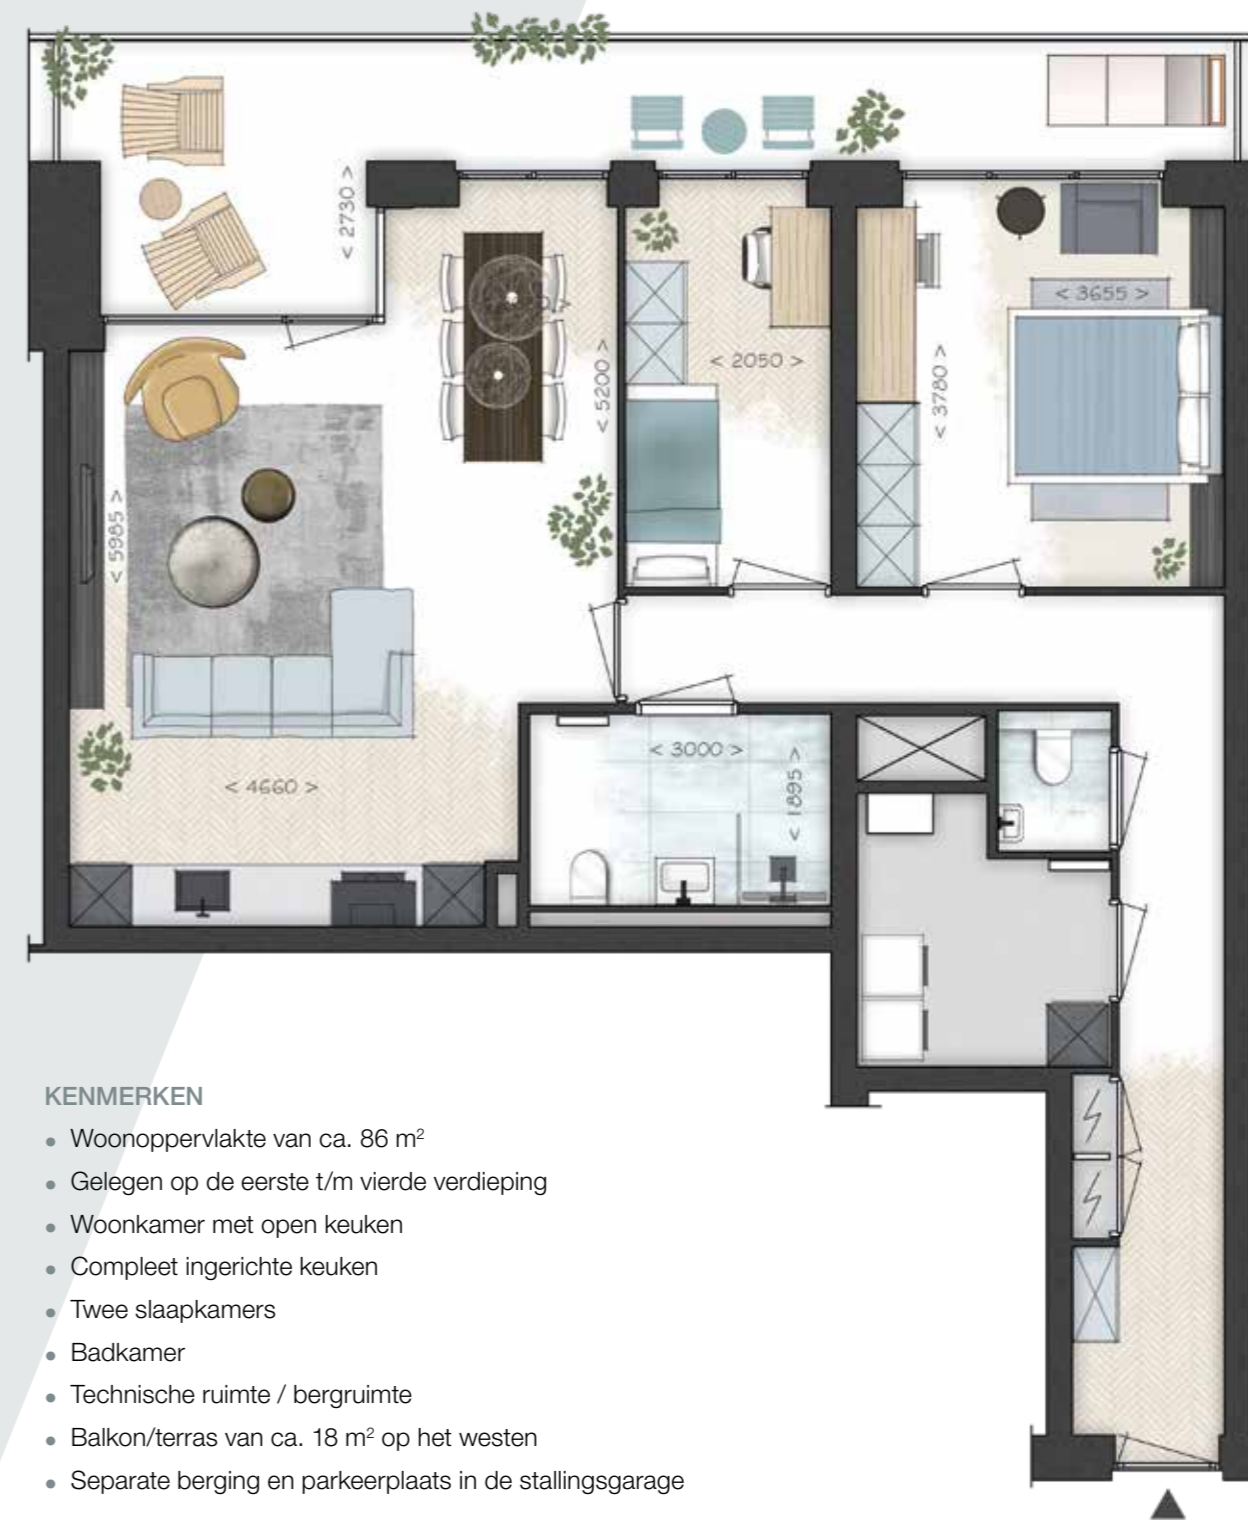 < 2730 >
< 3655 >
< 2050 >
< 5200 >
< 3780 >
< 5985 >
< 3000 >
< 1895 >
< 4660 >
KENMERKEN
• Woonoppervlakte van ca. 86 m²
• Gelegen op de eerste t/m vierde verdieping
• Woonkamer met open keuken
• Compleet ingerichte keuken
• Twee slaapkamers
• Badkamer
• Technische ruimte / bergruimte
• Balkon/terras van ca. 18 m² op het westen
• Separate berging en parkeerplaats in de stallingsgarage